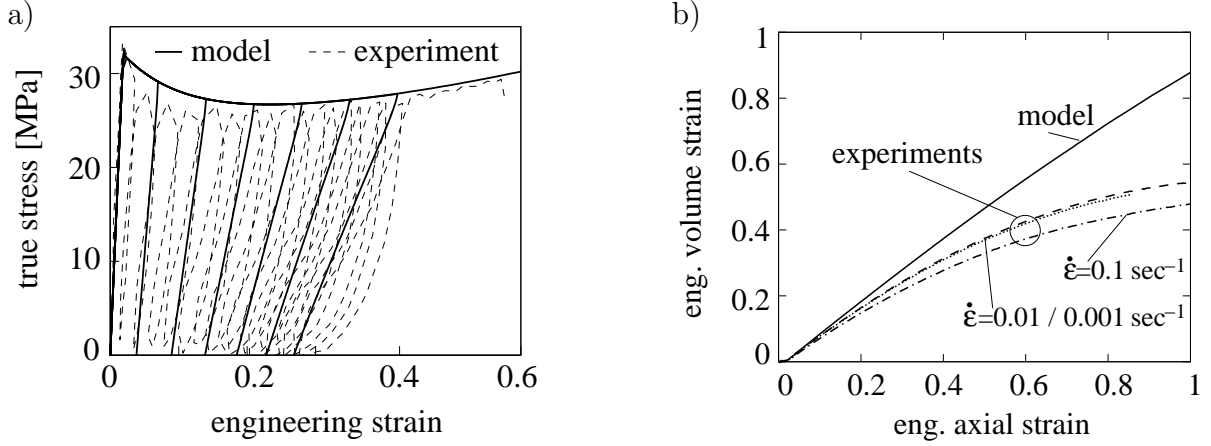 a)
model experiment
true stress [MPa]
30
20
10
0
0 0.2 0.4 0.6
engineering strain
b)
eng. volume strain
1
0.8
0.6
0.4
0.2
0
model
experiments
ε̇=0.1 sec⁻¹
ε̇=0.01 / 0.001 sec⁻¹
0 0.2 0.4 0.6 0.8 1
eng. axial strain